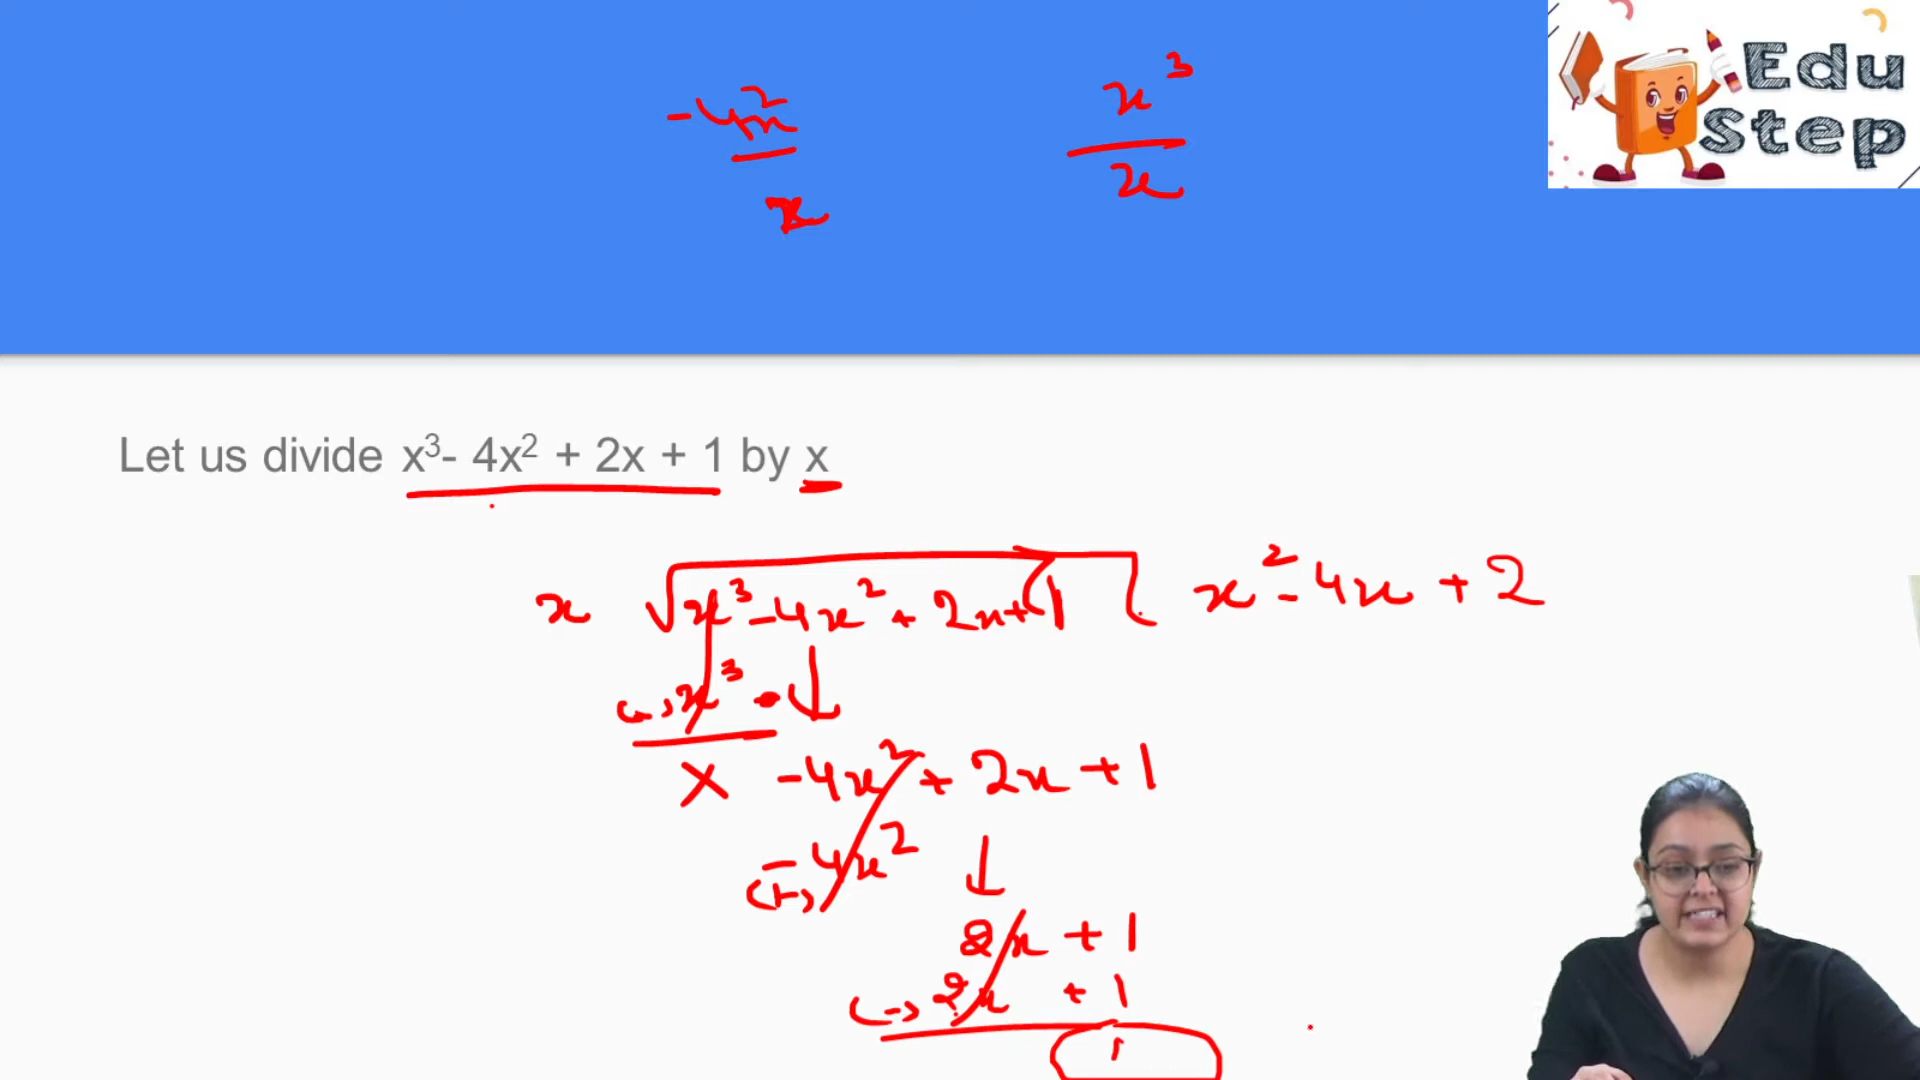 -4x²
x
x³
x
Edu
Step
Let us divide x³- 4x² + 2x + 1 by x
x √x³ - 4x² + 2x + 1 x² - 4x + 2
(-) x³
x -4x² + 2x + 1
-4x²
(+)
2x + 1
(-) 2x + 1
1